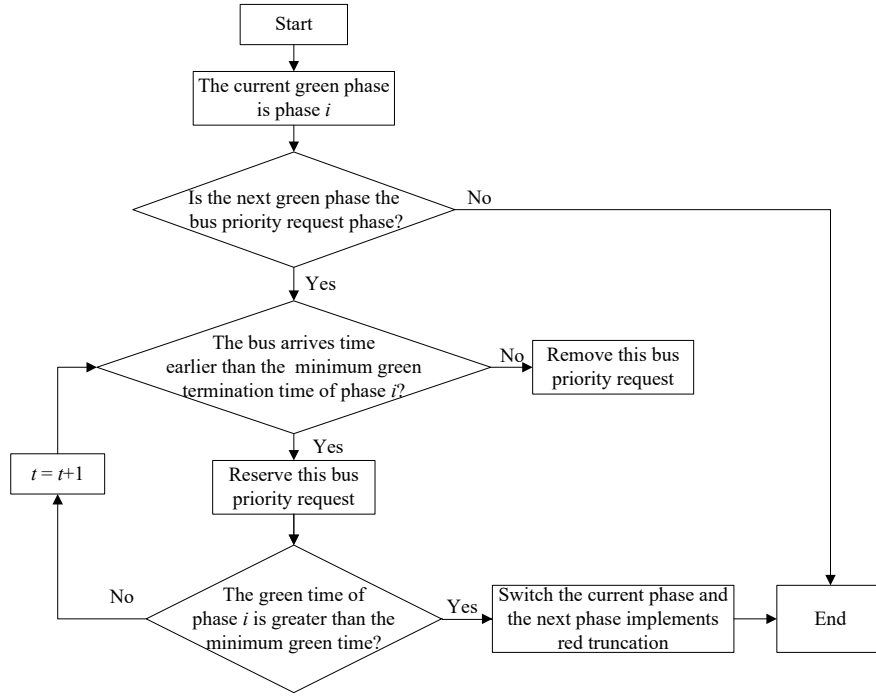 Start
The current green phase
is phase i
Is the next green phase the
bus priority request phase?
No
Yes
The bus arrives time
earlier than the minimum green
termination time of phase i?
No
Remove this bus
priority request
Yes
t = t+1
Reserve this bus
priority request
No
The green time of
phase i is greater than the
minimum green time?
Yes
Switch the current phase and
the next phase implements
red truncation
End